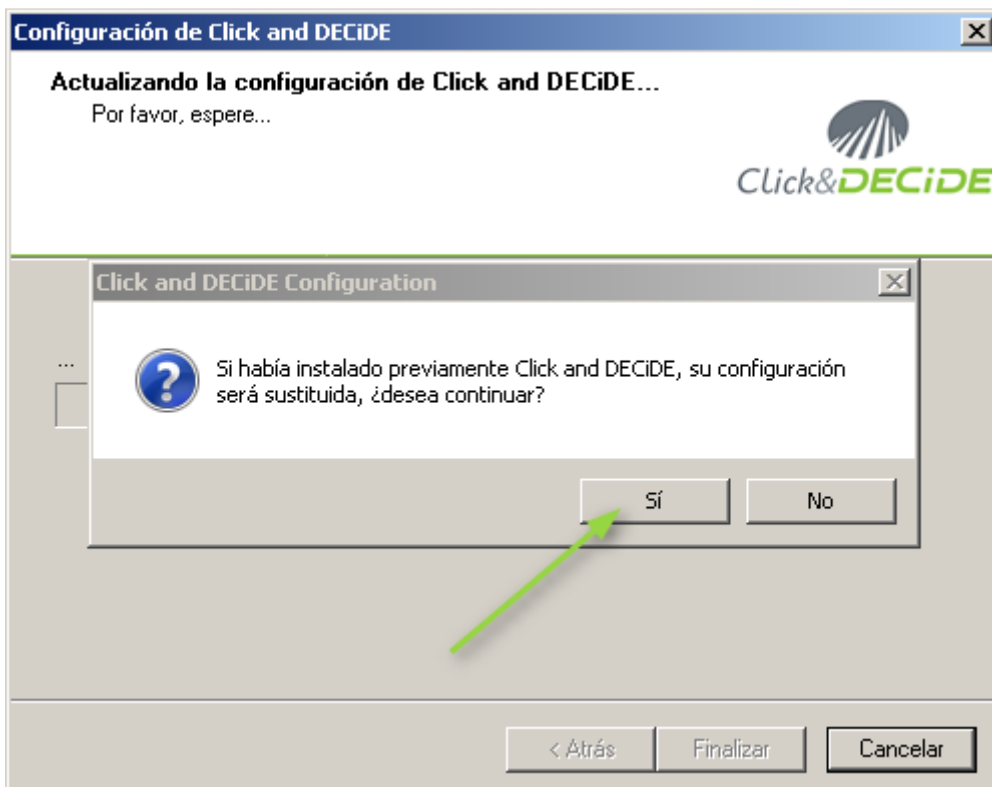 Configuración de Click and DECiDE
Actualizando la configuración de Click and DECiDE...
Por favor, espere...
Click&DECiDE
Click and DECiDE Configuration
...
Si había instalado previamente Click and DECiDE, su configuración
será sustituida, ¿desea continuar?
Sí
No
< Atrás
Finalizar
Cancelar